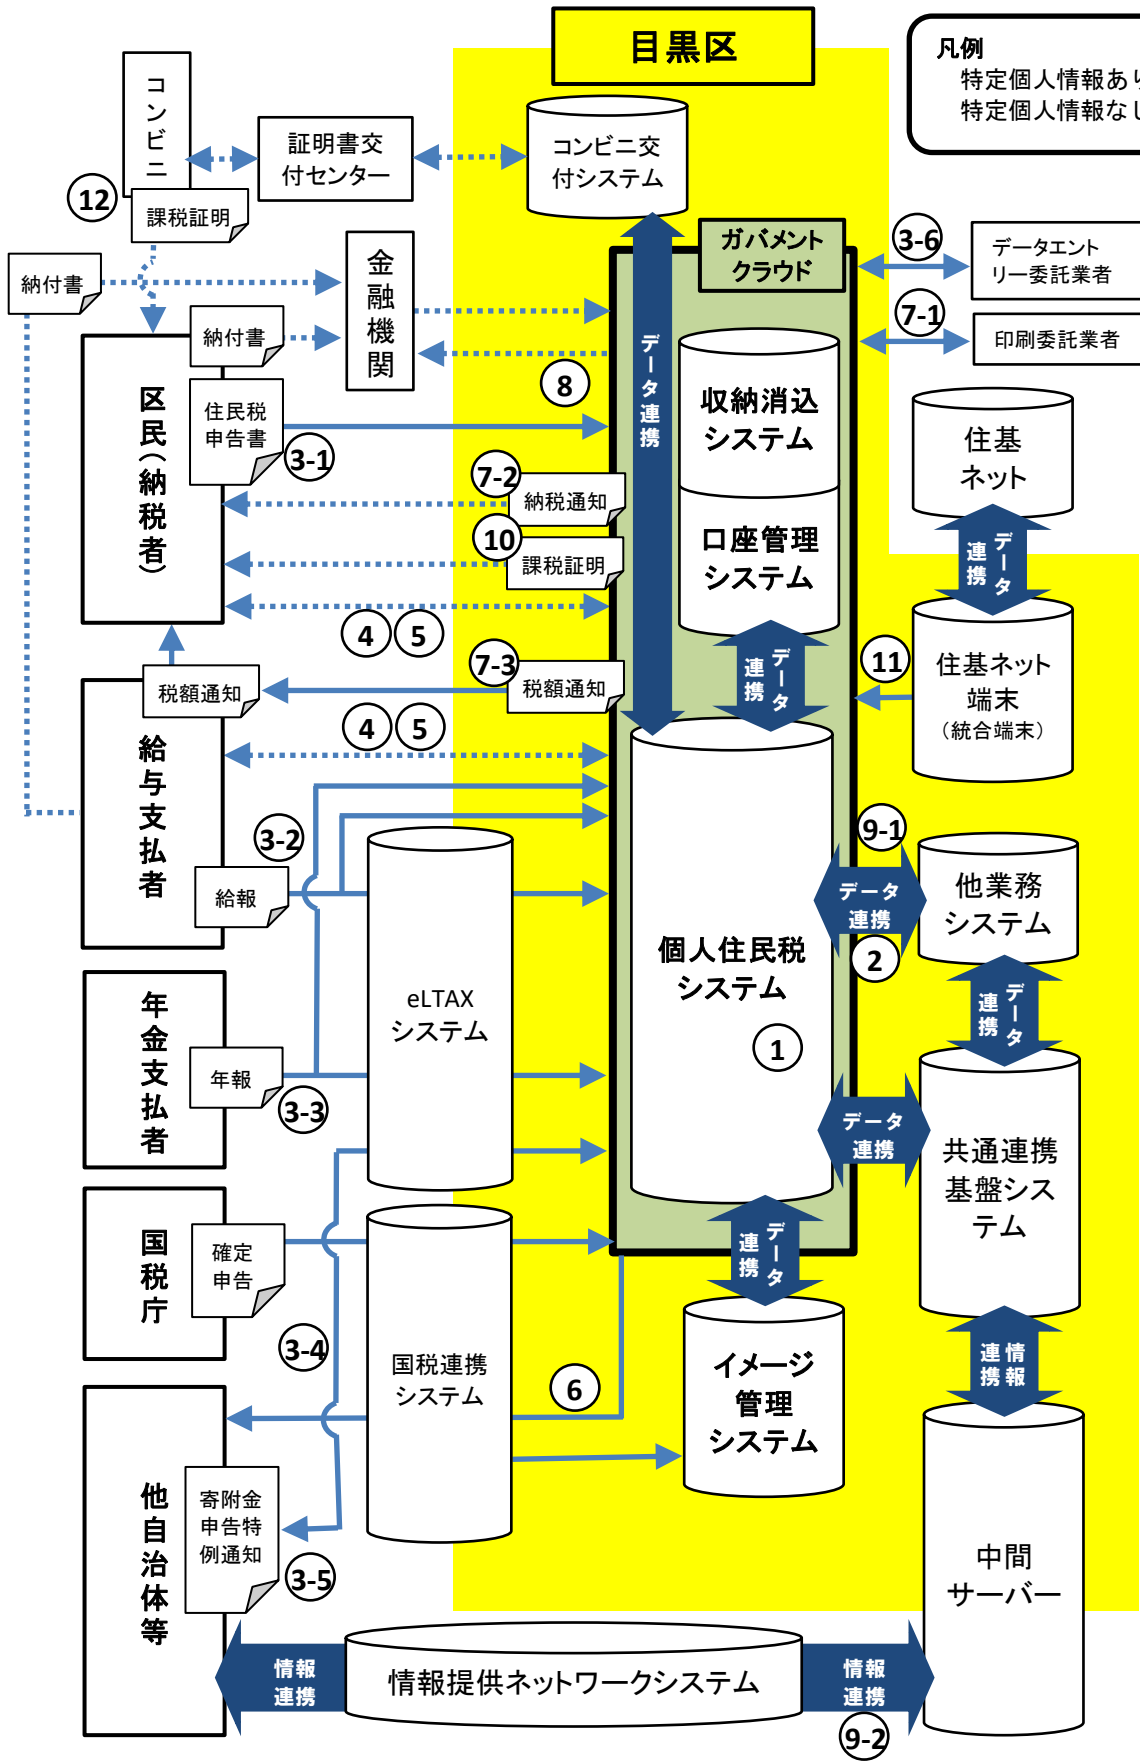 目黒区
凡例
特定個人情報あり
特定個人情報なし
コンビニ
証明書交
付センター
コンビニ交
付システム
12
課税証明
納付書
金融機関
ガバメント
クラウド
3-6
データエント
リー委託業者
7-1
印刷委託業者
納付書
区民（納税者）
住民税
申告書
3-1
8
データ連携
収納消込
システム
口座管理
システム
住基
ネット
データ
連携
7-2
納税通知
10
課税証明
4
5
7-3
税額通知
税額通知
データ
連携
11
住基ネット
端末
（統合端末）
4
5
給与支払者
3-2
給報
eLTAX
システム
個人住民税
システム
1
9-1
データ
連携
2
他業務
システム
データ
連携
年金支払者
年報
3-3
データ
連携
共通連携
基盤シス
テム
国税庁
確定
申告
3-4
国税連携
システム
6
データ
連携
イメージ
管理
システム
情報
連携
他自治体等
寄附金
申告特
例通知
3-5
中間
サーバー
情報
連携
情報提供ネットワークシステム
情報
連携
9-2